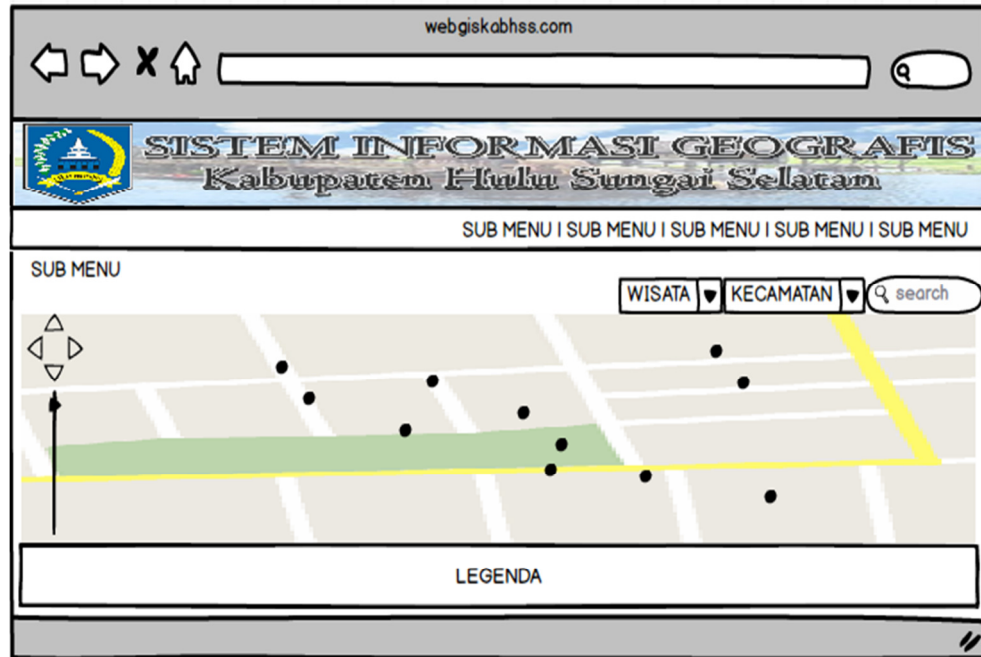 webgiskabhss.com
SISTEM INFORMASI GEOGRAFIS
Kabupaten Hulu Sungai Selatan
SUB MENU | SUB MENU | SUB MENU | SUB MENU | SUB MENU
SUB MENU
WISATA KECAMATAN search
LEGENDA